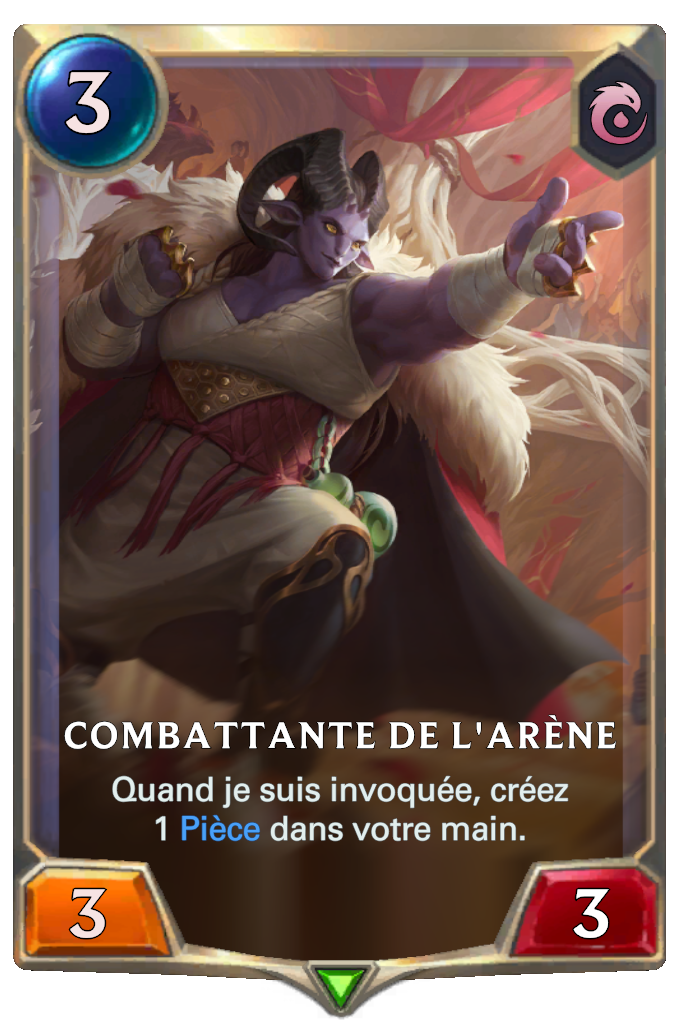 3
COMBATTANTE DE L'ARÈNE
Quand je suis invoquée, créez
1 Pièce dans votre main.
3
3